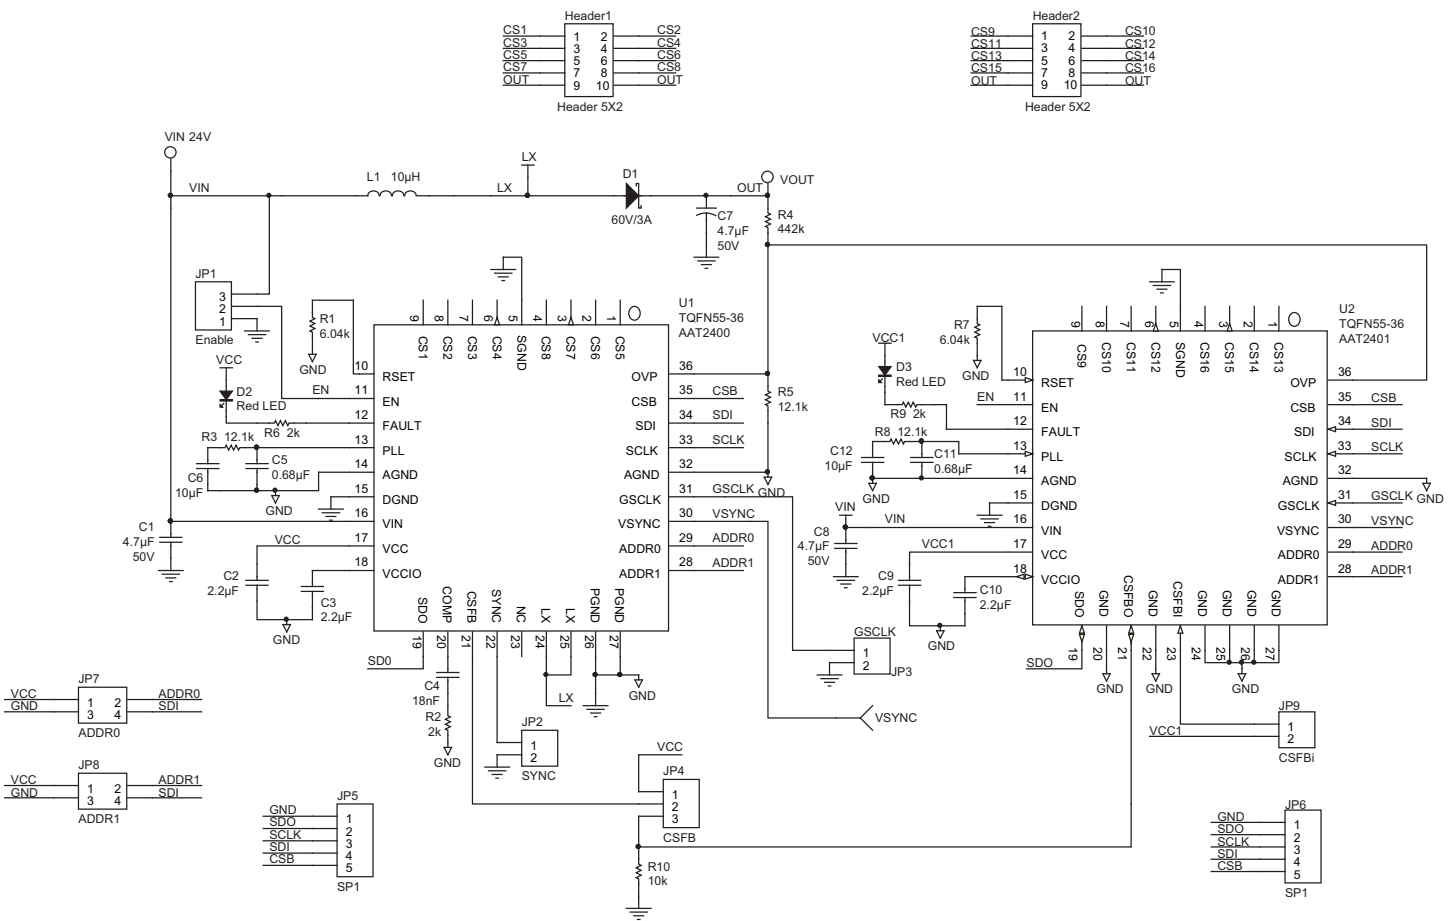 Header1
CS1 1 2 CS2
CS3 3 4 CS4
CS5 5 6 CS6
CS7 7 8 CS8
OUT 9 10 OUT
Header 5X2
Header2
CS9 1 2 CS10
CS11 3 4 CS12
CS13 5 6 CS14
CS15 7 8 CS16
OUT 9 10 OUT
Header 5X2
VIN 24V
VIN
L1 10µH
LX
LX
D1
60V/3A
OUT
VOUT
C7
4.7µF
50V
R4
442k
JP1
3
2
1
Enable
VCC
D2
Red LED
R6 2k
R1
6.04k
GND
EN
R3 12.1k
C6
10µF
C5
0.68µF
GND
C1
4.7µF
50V
VCC
C2
2.2µF
C3
2.2µF
GND
U1
TQFN55-36
AAT2400
9 CS1
8 CS2
7 CS3
6 CS4
5 SGND
4 CS8
3 CS7
2 CS6
1 CS5
10 RSET
11 EN
12 FAULT
13 PLL
14 AGND
15 DGND
16 VIN
17 VCC
18 VCCIO
OVP 36
CSB 35 CSB
SDI 34 SDI
SCLK 33 SCLK
AGND 32
GSCLK 31 GSCLK
VSYNC 30 VSYNC
ADDR0 29 ADDR0
ADDR1 28 ADDR1
SDO 19
COMP 20
CSFB 21
SYNC 22
NC 23
LX 24
LX 25
PGND 26
PGND 27
R5
12.1k
GND
SD0
C4
18nF
R2
2k
GND
LX
GND
JP2
1
2
SYNC
GSCLK
1
2
JP3
VSYNC
VCC
JP4
1
2
3
CSFB
R10
10k
U2
TQFN55-36
AAT2401
9 CS9
8 CS10
7 CS11
6 CS12
5 SGND
4 CS16
3 CS15
2 CS14
1 CS13
10 RSET
11 EN
12 FAULT
13 PLL
14 AGND
15 DGND
16 VIN
17 VCC
18 VCCIO
OVP 36
CSB 35 CSB
SDI 34 SDI
SCLK 33 SCLK
AGND 32
GSCLK 31 GSCLK
VSYNC 30 VSYNC
ADDR0 29 ADDR0
ADDR1 28 ADDR1
GND
SDO 19
GND 20
CSFBO 21
GND 22
CSFBI 23
GND 24
GND 25
GND 26
GND 27
R7
6.04k
GND
VCC1
D3
Red LED
R9 2k
EN
R8 12.1k
C12
10µF
C11
0.68µF
GND
VIN
VIN
C8
4.7µF
50V
VCC1
C9
2.2µF
C10
2.2µF
GND
SDO
GND
GND
GND
JP9
1
2
VCC1
CSFBi
JP7
VCC 1 2 ADDR0
GND 3 4 SDI
ADDR0
JP8
VCC 1 2 ADDR1
GND 3 4 SDI
ADDR1
JP5
GND 1
SDO 2
SCLK 3
SDI 4
CSB 5
SP1
JP6
GND 1
SDO 2
SCLK 3
SDI 4
CSB 5
SP1